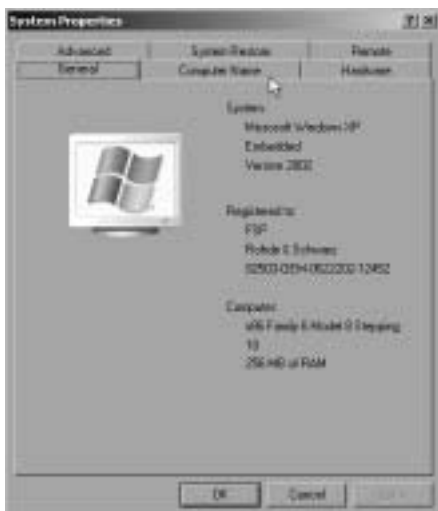 System Properties
Advanced
System Restore
Remote
General
Computer Name
Hardware
System:
Microsoft Windows XP
Embedded
Version 2002
Registered to:
FSP
Rohde & Schwarz
Computer:
x86 Family 6 Model 8 Stepping
10
256 MB of RAM
OK
Cancel